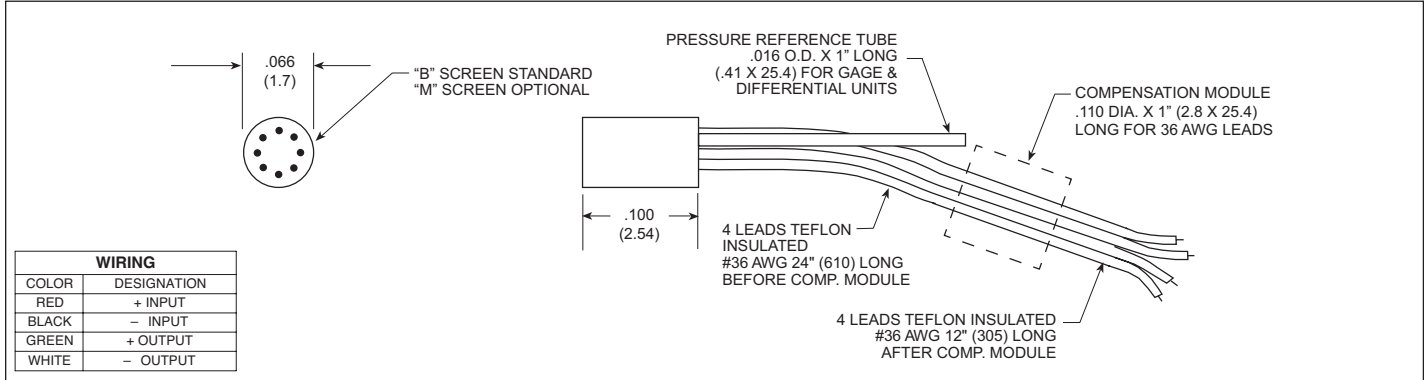 .066
(1.7)
“B” SCREEN STANDARD
“M” SCREEN OPTIONAL
PRESSURE REFERENCE TUBE
.016 O.D. X 1” LONG
(.41 X 25.4) FOR GAGE &
DIFFERENTIAL UNITS
COMPENSATION MODULE
.110 DIA. X 1” (2.8 X 25.4)
LONG FOR 36 AWG LEADS
.100
(2.54)
4 LEADS TEFLON
INSULATED
#36 AWG 24" (610) LONG
BEFORE COMP. MODULE
4 LEADS TEFLON INSULATED
#36 AWG 12" (305) LONG
AFTER COMP. MODULE
WIRING
COLOR DESIGNATION
RED + INPUT
BLACK – INPUT
GREEN + OUTPUT
WHITE – OUTPUT